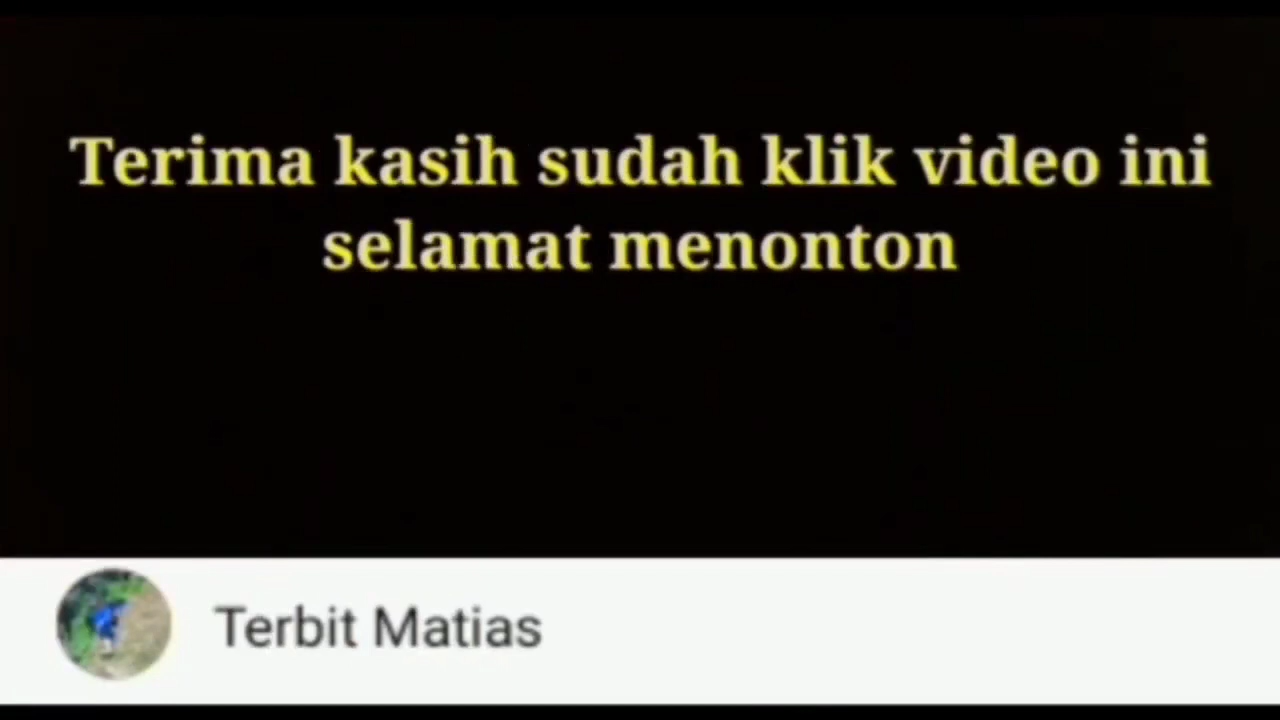 Terima kasih sudah klik video ini
selamat menonton
Terbit Matias